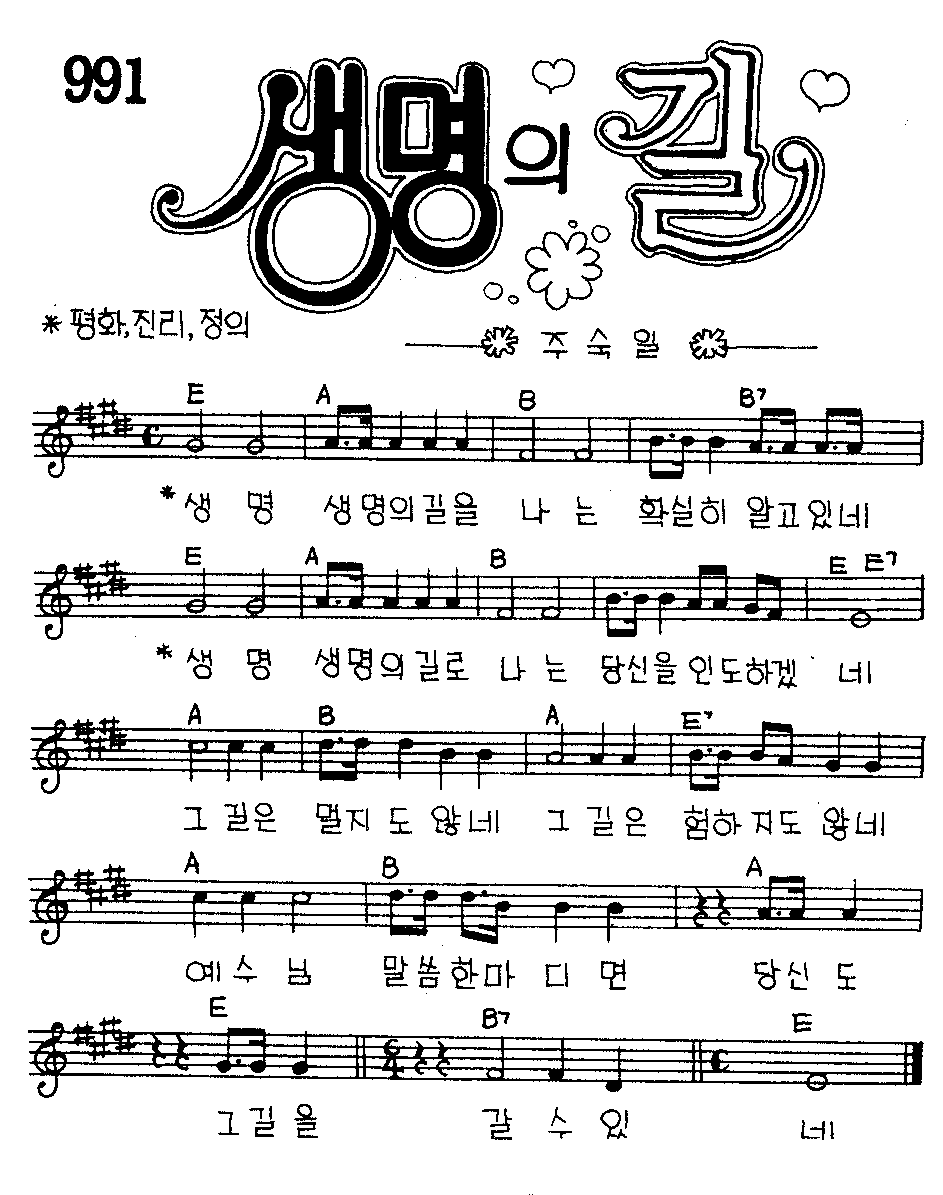 991
생명의 길
* 평화, 진리, 정의
주 숙 일
E A B B7
* 생 명 생명의길을 나 는 확실히 알고있네
E A B E E7
* 생 명 생명의길로 나 는 당신을 인도하겠 네
A B A E7
그 길은 멀지 도 않네 그 길 은 험하 지도 않네
A B A
예 수 님 말씀 한마 디 면 당신 도
E B7 E
6
4
그길 을 갈 수 있 네